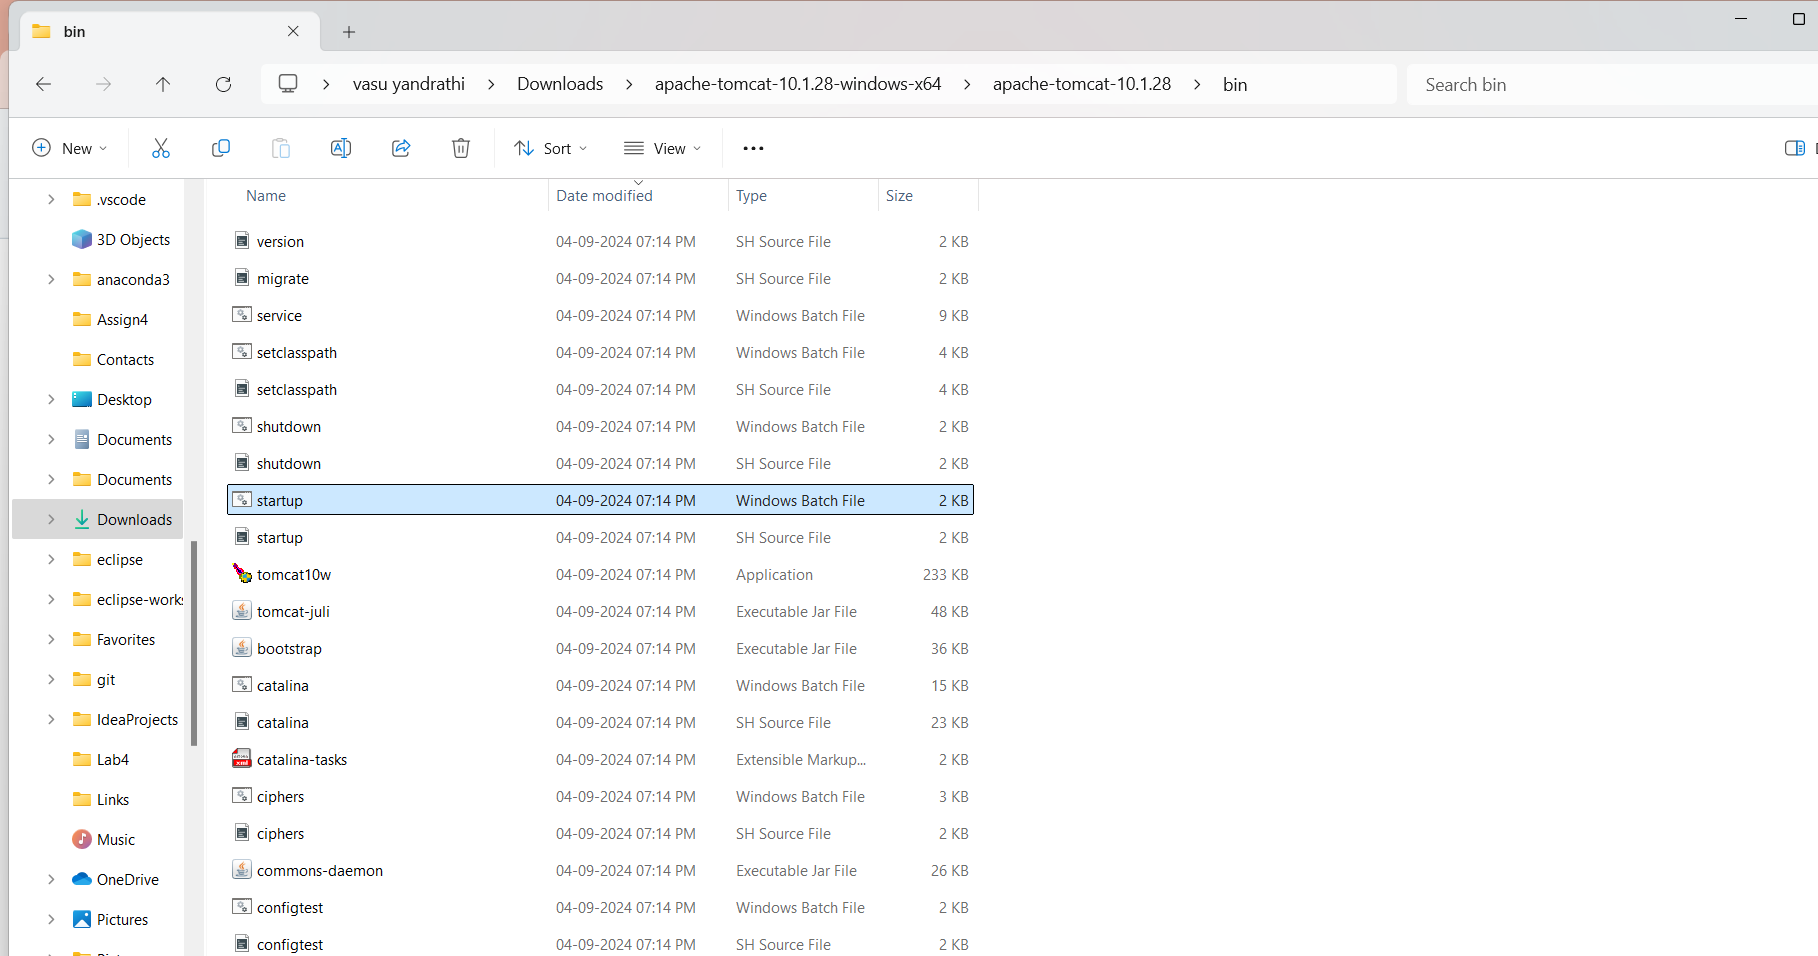 bin
vasu yandrathi Downloads apache-tomcat-10.1.28-windows-x64 apache-tomcat-10.1.28 bin
Search bin
New Sort View
Name Date modified Type Size
.vscode
3D Objects
anaconda3
Assign4
Contacts
Desktop
Documents
Documents
Downloads
eclipse
eclipse-works
Favorites
git
IdeaProjects
Lab4
Links
Music
OneDrive
Pictures
version 04-09-2024 07:14 PM SH Source File 2 KB
migrate 04-09-2024 07:14 PM SH Source File 2 KB
service 04-09-2024 07:14 PM Windows Batch File 9 KB
setclasspath 04-09-2024 07:14 PM Windows Batch File 4 KB
setclasspath 04-09-2024 07:14 PM SH Source File 4 KB
shutdown 04-09-2024 07:14 PM Windows Batch File 2 KB
shutdown 04-09-2024 07:14 PM SH Source File 2 KB
startup 04-09-2024 07:14 PM Windows Batch File 2 KB
startup 04-09-2024 07:14 PM SH Source File 2 KB
tomcat10w 04-09-2024 07:14 PM Application 233 KB
tomcat-juli 04-09-2024 07:14 PM Executable Jar File 48 KB
bootstrap 04-09-2024 07:14 PM Executable Jar File 36 KB
catalina 04-09-2024 07:14 PM Windows Batch File 15 KB
catalina 04-09-2024 07:14 PM SH Source File 23 KB
catalina-tasks 04-09-2024 07:14 PM Extensible Markup... 2 KB
ciphers 04-09-2024 07:14 PM Windows Batch File 3 KB
ciphers 04-09-2024 07:14 PM SH Source File 2 KB
commons-daemon 04-09-2024 07:14 PM Executable Jar File 26 KB
configtest 04-09-2024 07:14 PM Windows Batch File 2 KB
configtest 04-09-2024 07:14 PM SH Source File 2 KB